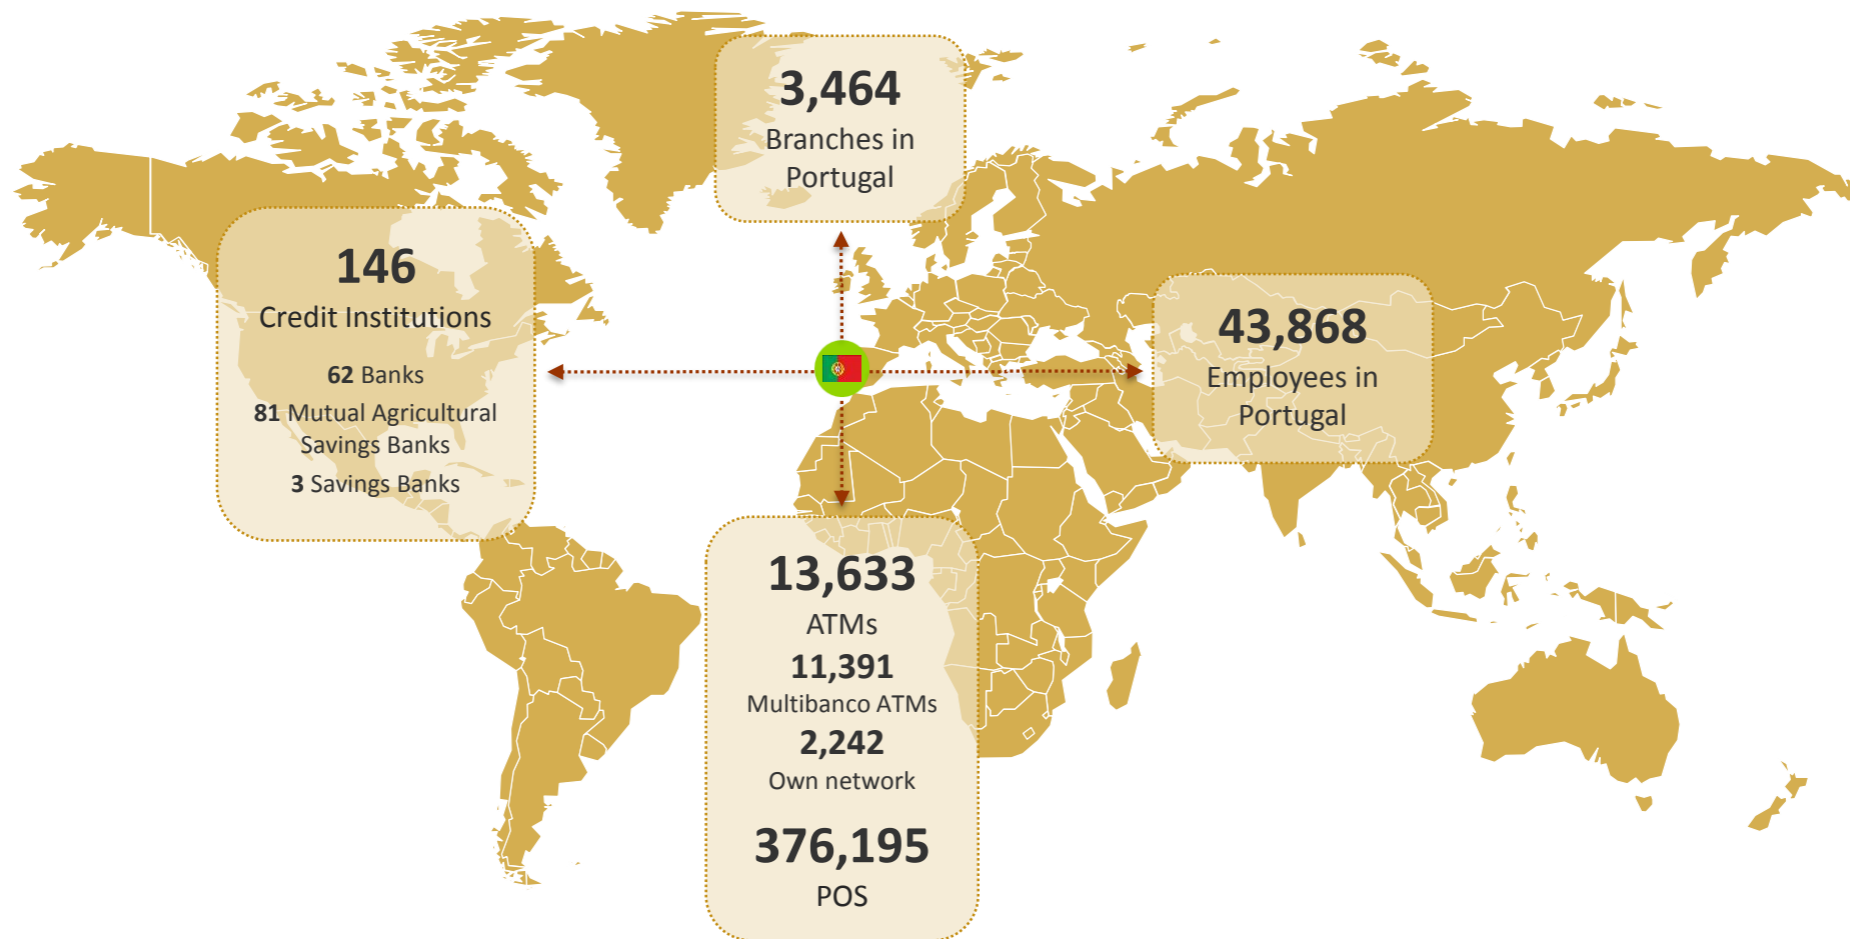 3,464
Branches in
Portugal
146
Credit Institutions
62 Banks
81 Mutual Agricultural
Savings Banks
3 Savings Banks
43,868
Employees in
Portugal
13,633
ATMs
11,391
Multibanco ATMs
2,242
Own network
376,195
POS